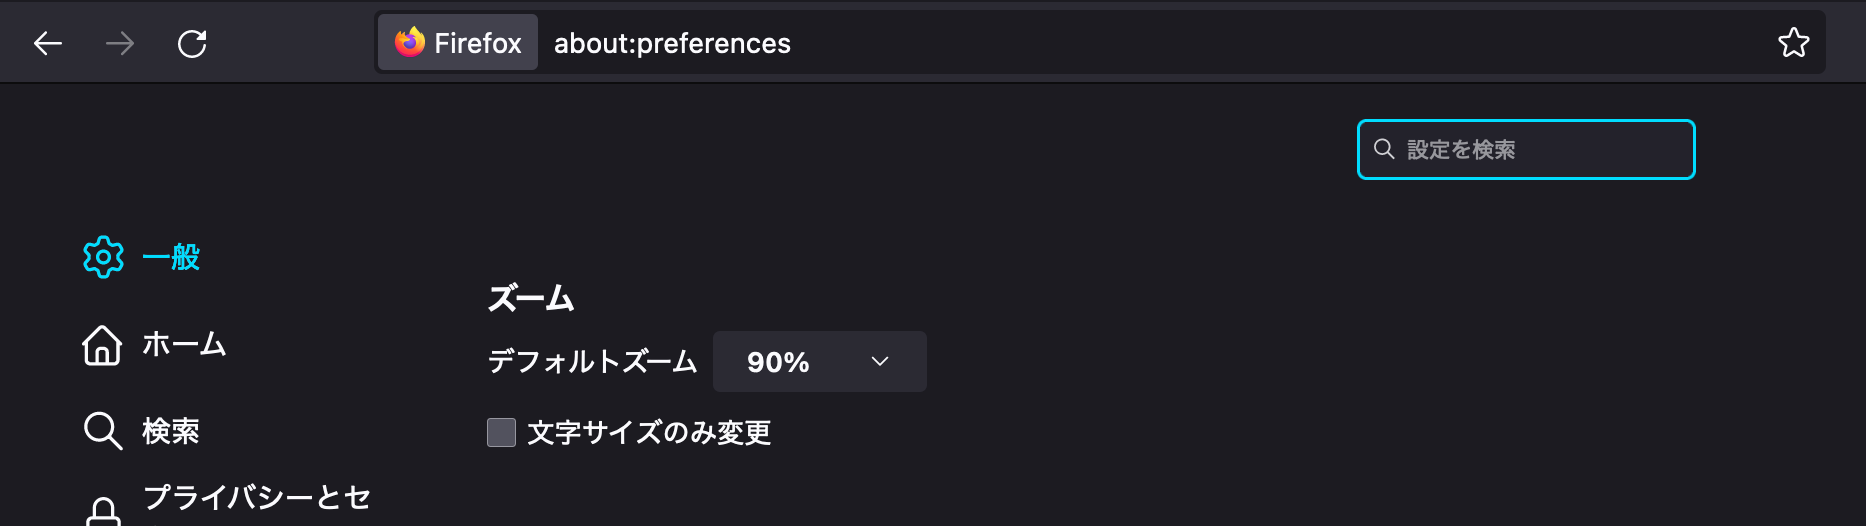 Firefox about:preferences
設定を検索
一般
ホーム
検索
プライバシーとセ
ズーム
デフォルトズーム 90%
文字サイズのみ変更